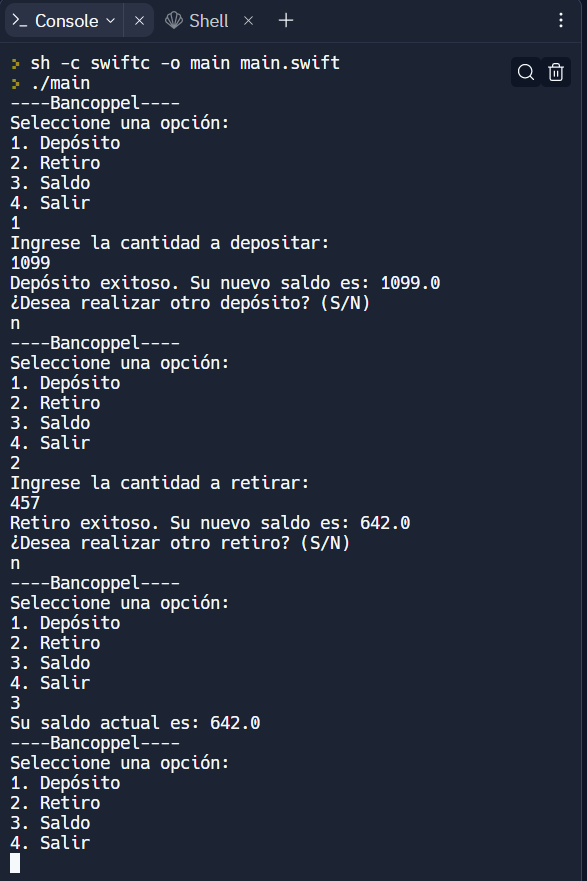 Console
Shell
sh -c swiftc -o main main.swift
./main
----Bancoppel----
Seleccione una opción:
1. Depósito
2. Retiro
3. Saldo
4. Salir
1
Ingrese la cantidad a depositar:
1099
Depósito exitoso. Su nuevo saldo es: 1099.0
¿Desea realizar otro depósito? (S/N)
n
----Bancoppel----
Seleccione una opción:
1. Depósito
2. Retiro
3. Saldo
4. Salir
2
Ingrese la cantidad a retirar:
457
Retiro exitoso. Su nuevo saldo es: 642.0
¿Desea realizar otro retiro? (S/N)
n
----Bancoppel----
Seleccione una opción:
1. Depósito
2. Retiro
3. Saldo
4. Salir
3
Su saldo actual es: 642.0
----Bancoppel----
Seleccione una opción:
1. Depósito
2. Retiro
3. Saldo
4. Salir